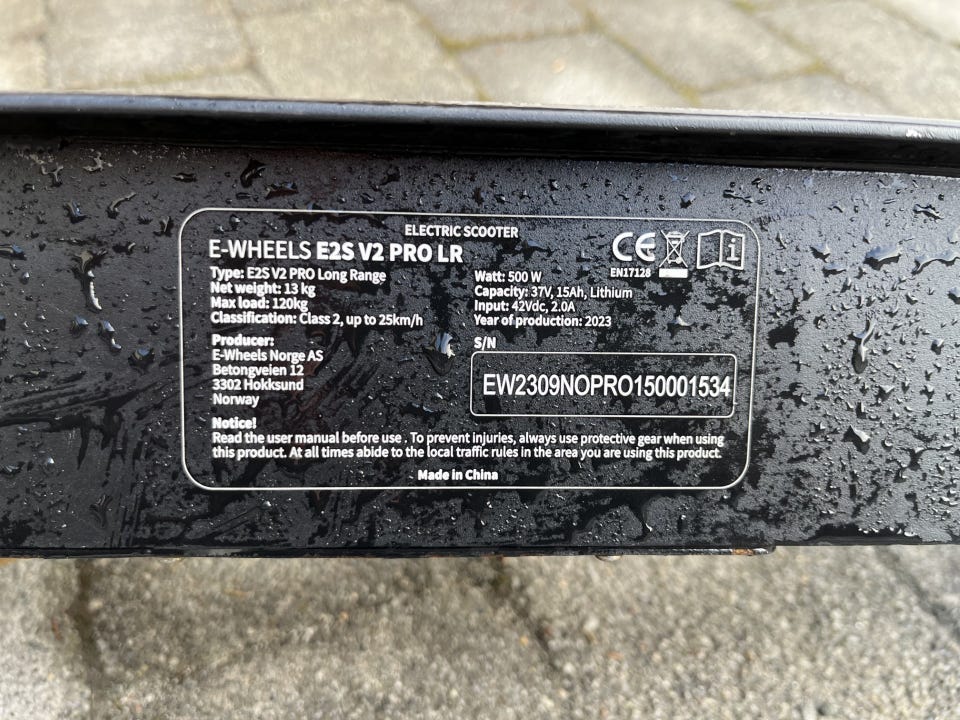 ELECTRIC SCOOTER
E-WHEELS E2S V2 PRO LR
CE
EN17128
i
Type: E2S V2 PRO Long Range
Net weight: 13 kg
Max load: 120kg
Classification: Class 2, up to 25km/h
Watt: 500 W
Capacity: 37V, 15Ah, Lithium
Input: 42Vdc, 2.0A
Year of production: 2023
Producer:
E-Wheels Norge AS
Betongveien 12
3302 Hokksund
Norway
S/N
EW2309NOPRO150001534
Notice!
Read the user manual before use . To prevent injuries, always use protective gear when using
this product. At all times abide to the local traffic rules in the area you are using this product.
Made in China